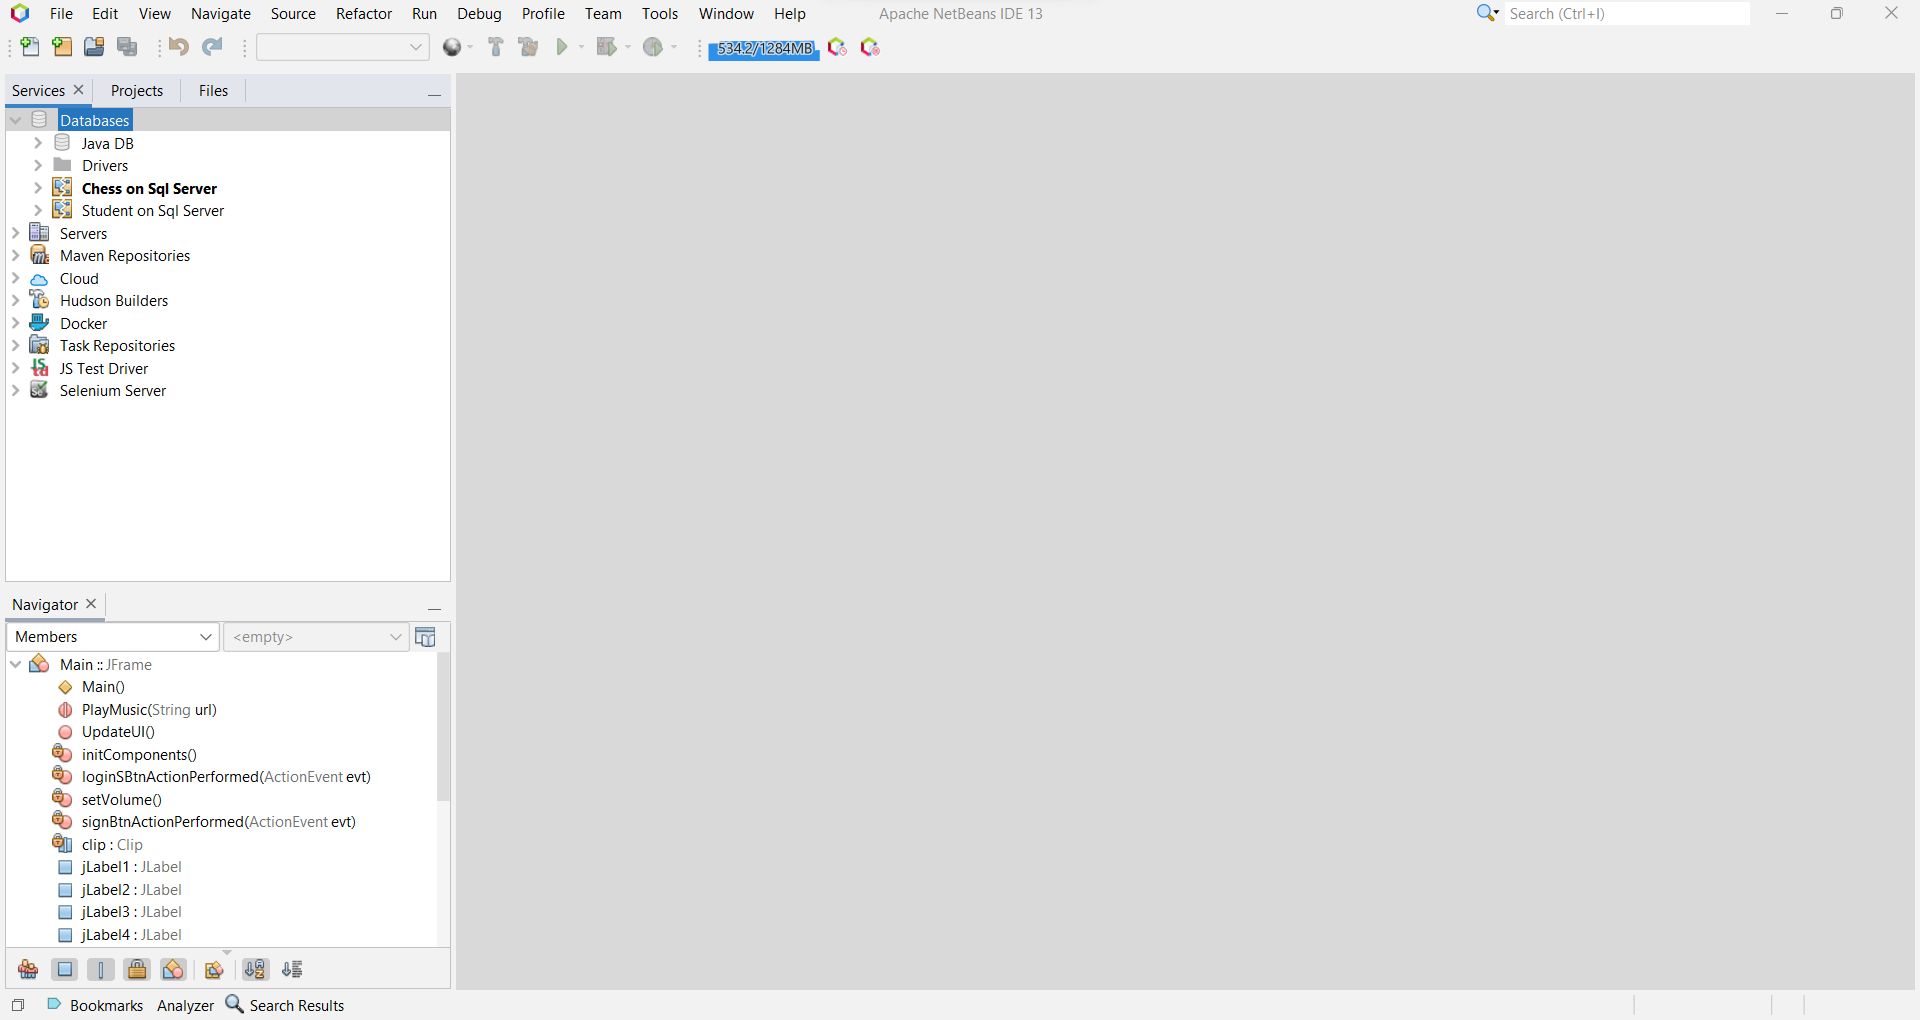 File Edit View Navigate Source Refactor Run Debug Profile Team Tools Window Help Apache NetBeans IDE 13 Search (Ctrl+I)
534.2/1284MB
Services Projects Files
Databases
Java DB
Drivers
Chess on Sql Server
Student on Sql Server
Servers
Maven Repositories
Cloud
Hudson Builders
Docker
Task Repositories
JS Test Driver
Selenium Server
Navigator
Members <empty>
Main :: JFrame
Main()
PlayMusic(String url)
UpdateUI()
initComponents()
loginSBtnActionPerformed(ActionEvent evt)
setVolume()
signBtnActionPerformed(ActionEvent evt)
clip : Clip
jLabel1 : JLabel
jLabel2 : JLabel
jLabel3 : JLabel
jLabel4 : JLabel
Bookmarks Analyzer Search Results